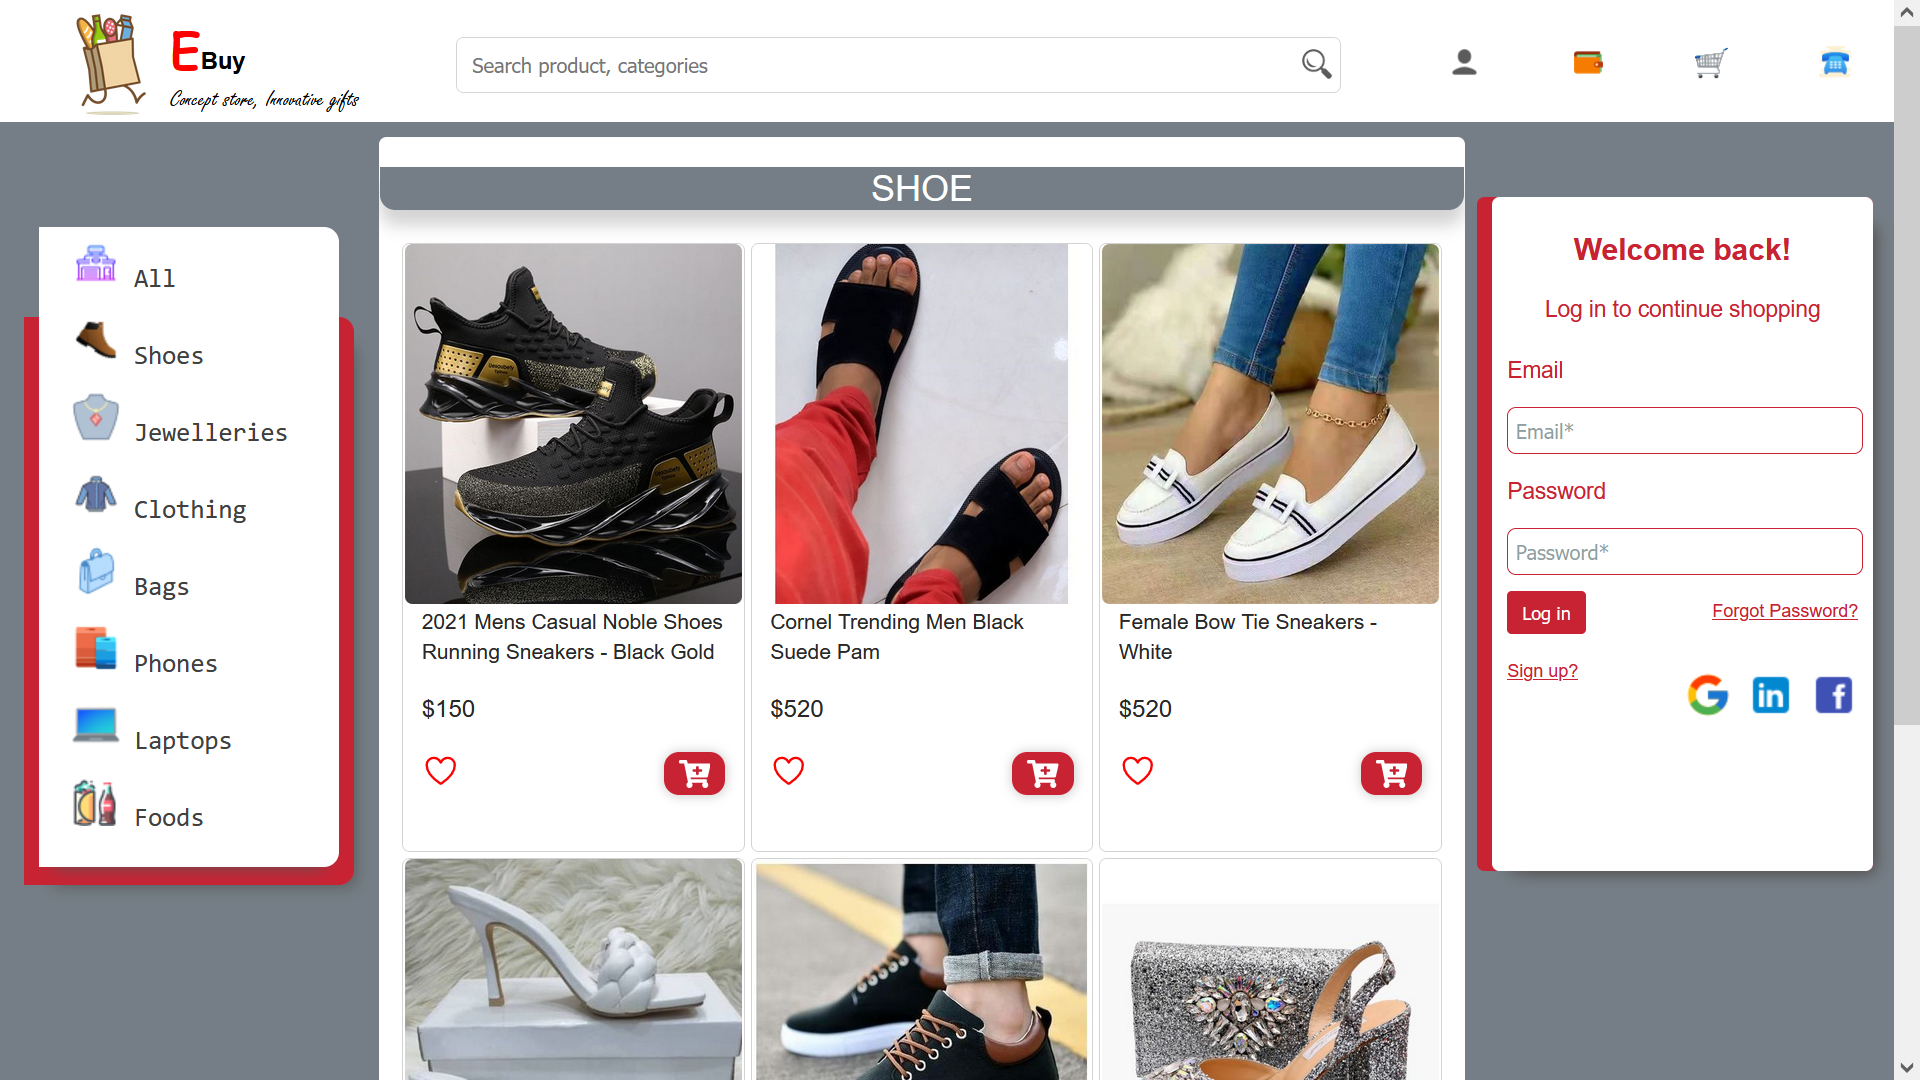 E Buy
Concept store, Innovative gifts
Search product, categories
SHOE
All
Shoes
Jewelleries
Clothing
Bags
Phones
Laptops
Foods
2021 Mens Casual Noble Shoes
Running Sneakers - Black Gold
$150
Cornel Trending Men Black
Suede Pam
$520
Female Bow Tie Sneakers -
White
$520
Welcome back!
Log in to continue shopping
Email
Email*
Password
Password*
Log in
Forgot Password?
Sign up?